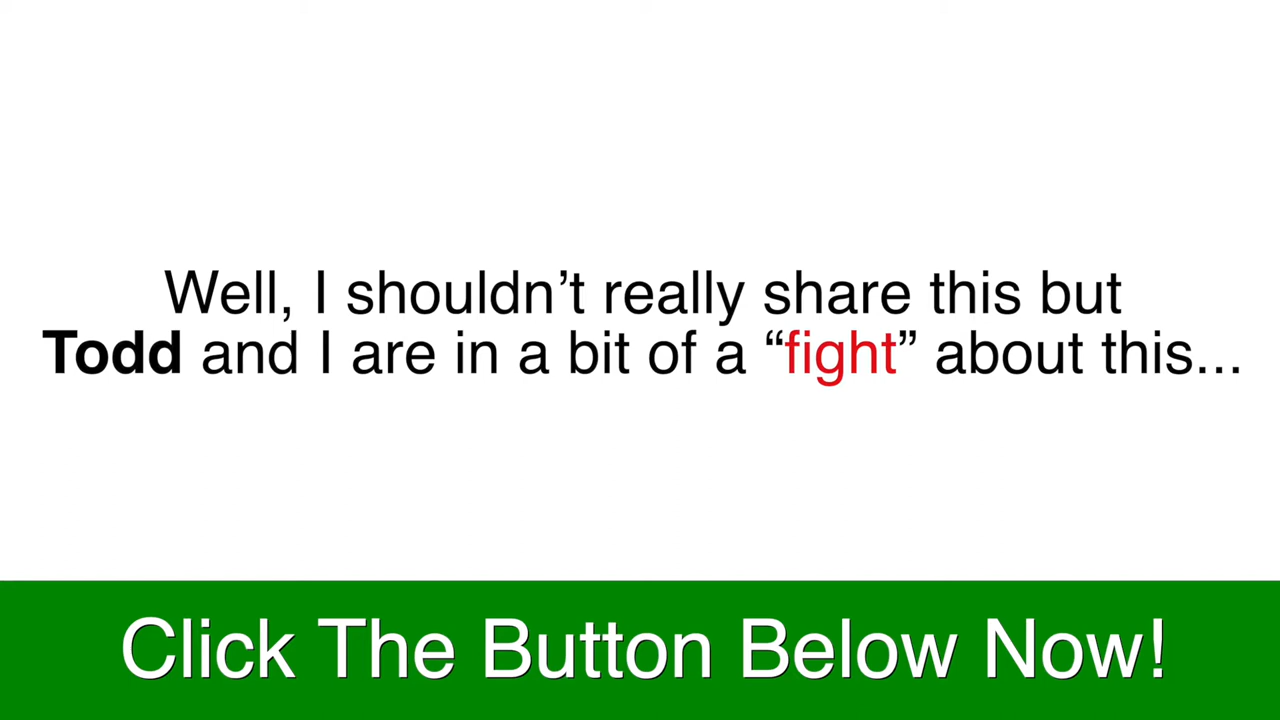 Well, I shouldn’t really share this but
Todd and I are in a bit of a “fight” about this...
Click The Button Below Now!